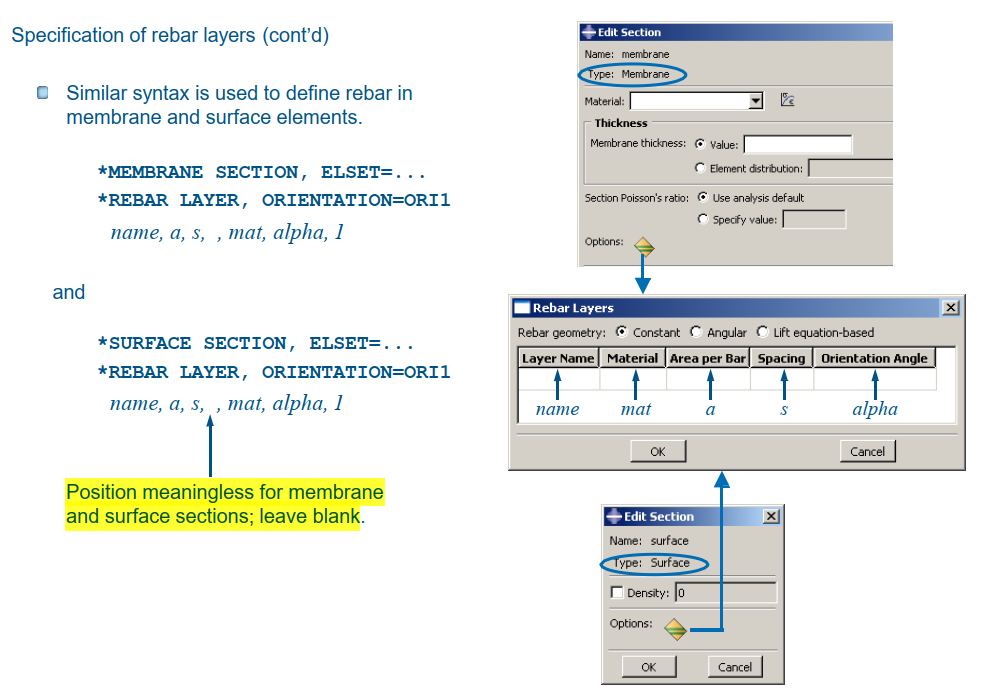 Specification of rebar layers (cont'd)
Similar syntax is used to define rebar in
membrane and surface elements.
*MEMBRANE SECTION, ELSET=...
*REBAR LAYER, ORIENTATION=ORI1
name, a, s, , mat, alpha, 1
and
*SURFACE SECTION, ELSET=...
*REBAR LAYER, ORIENTATION=ORI1
name, a, s, , mat, alpha, 1
Position meaningless for membrane
and surface sections; leave blank.
Edit Section
Name: membrane
Type: Membrane
Material:
Thickness
Membrane thickness: Value:
Element distribution:
Section Poisson's ratio: Use analysis default
Specify value:
Options:
Rebar Layers
Rebar geometry: Constant Angular Lift equation-based
Layer Name Material Area per Bar Spacing Orientation Angle
name mat a s alpha
OK Cancel
Edit Section
Name: surface
Type: Surface
Density: 0
Options:
OK Cancel